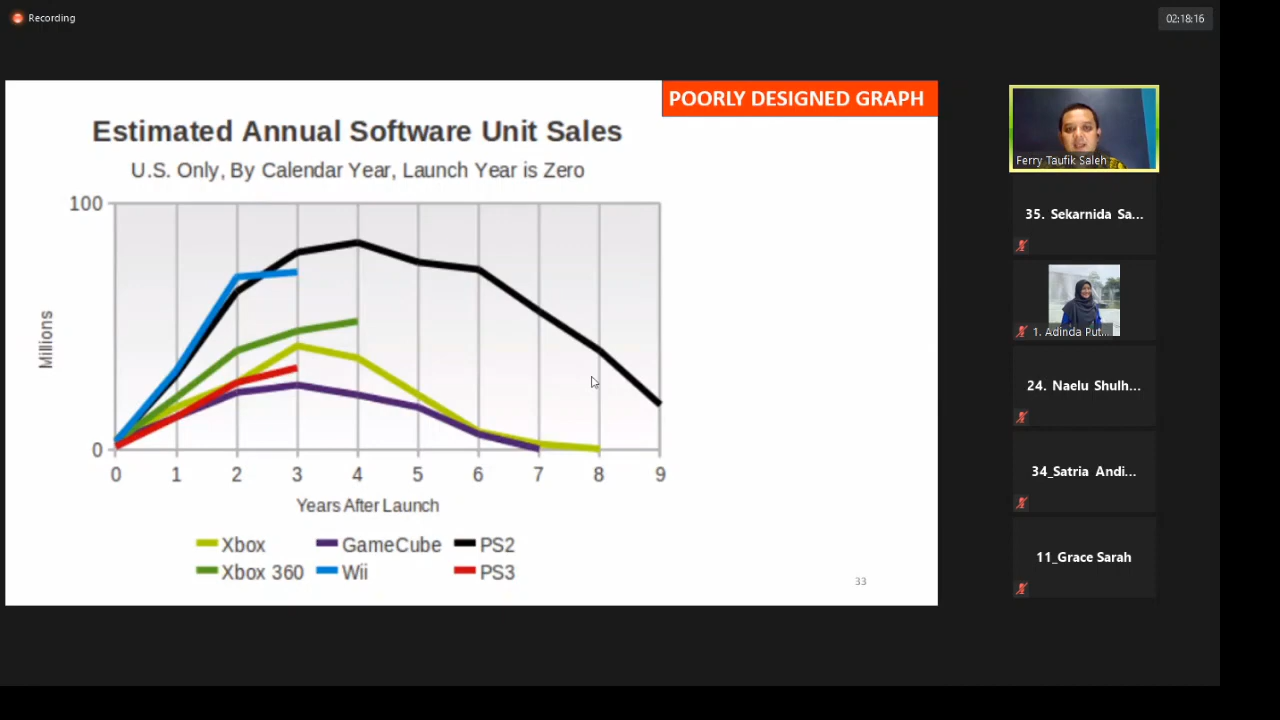 Recording
02:18:16
POORLY DESIGNED GRAPH
Estimated Annual Software Unit Sales
U.S. Only, By Calendar Year, Launch Year is Zero
100
Millions
0
0 1 2 3 4 5 6 7 8 9
Years After Launch
Xbox GameCube PS2
Xbox 360 Wii PS3
33
Ferry Taufik Saleh
35. Sekarnida Sa...
1. Adinda Put...
24. Naelu Shulh...
34_Satria Andi...
11_Grace Sarah